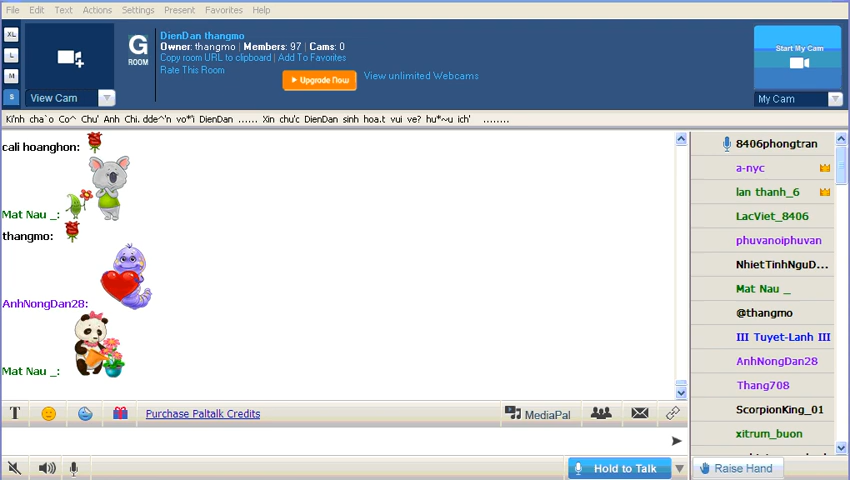 File Edit Text Actions Settings Present Favorites Help
XL
L
M
S
View Cam
G
ROOM
DienDan thangmo
Owner: thangmo | Members: 97 | Cams: 0
Copy room URL to clipboard | Add To Favorites
Rate This Room
Upgrade Now
View unlimited Webcams
Start My Cam
My Cam
Ki'nh cha`o Co^ Chu' Anh Chi. dde^'n vo*'i DienDan ..... Xin chu'c DienDan sinh hoa.t vui ve? hu*~u ich' ........
cali hoanghon:
Mat Nau _:
thangmo:
AnhNongDan28:
Mat Nau _:
8406phongtran
a-nyc
lan thanh_6
LacViet_8406
phuvanoiphuvan
NhietTinhNguD...
Mat Nau _
@thangmo
III Tuyet-Lanh III
AnhNongDan28
Thang708
ScorpionKing_01
xitrum_buon
T
Purchase Paltalk Credits
MediaPal
Hold to Talk
Raise Hand